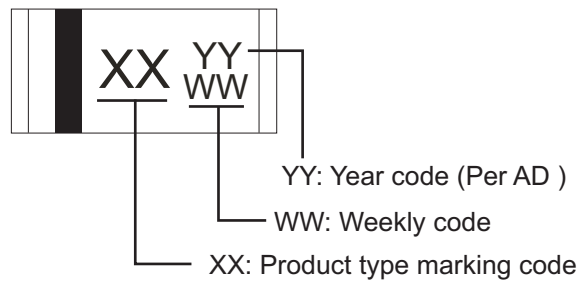 XX YY
WW
YY: Year code (Per AD )
WW: Weekly code
XX: Product type marking code